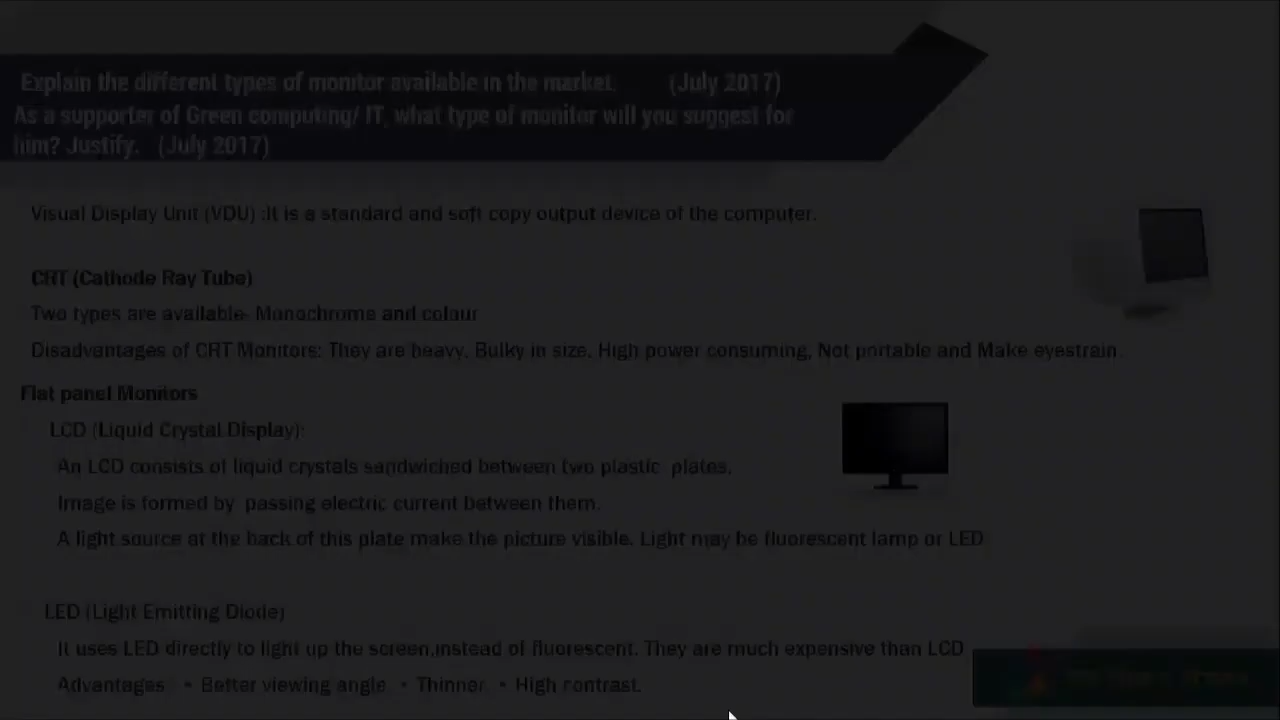 Explain the different types of monitor available in the market. (July 2017)
As a supporter of Green computing/ IT, what type of monitor will you suggest for
him? Justify. (July 2017)
Visual Display Unit (VDU) :It is a standard and soft copy output device of the computer.
CRT (Cathode Ray Tube)
Two types are available- Monochrome and colour
Disadvantages of CRT Monitors: They are heavy, Bulky in size, High power consuming, Not portable and Make eyestrain.
Flat panel Monitors
LCD (Liquid Crystal Display):
An LCD consists of liquid crystals sandwiched between two plastic plates.
Image is formed by passing electric current between them.
A light source at the back of this plate make the picture visible. Light may be fluorescent lamp or LED
LED (Light Emitting Diode)
It uses LED directly to light up the screen,instead of fluorescent. They are much expensive than LCD
Advantages • Better viewing angle • Thinner • High contrast.